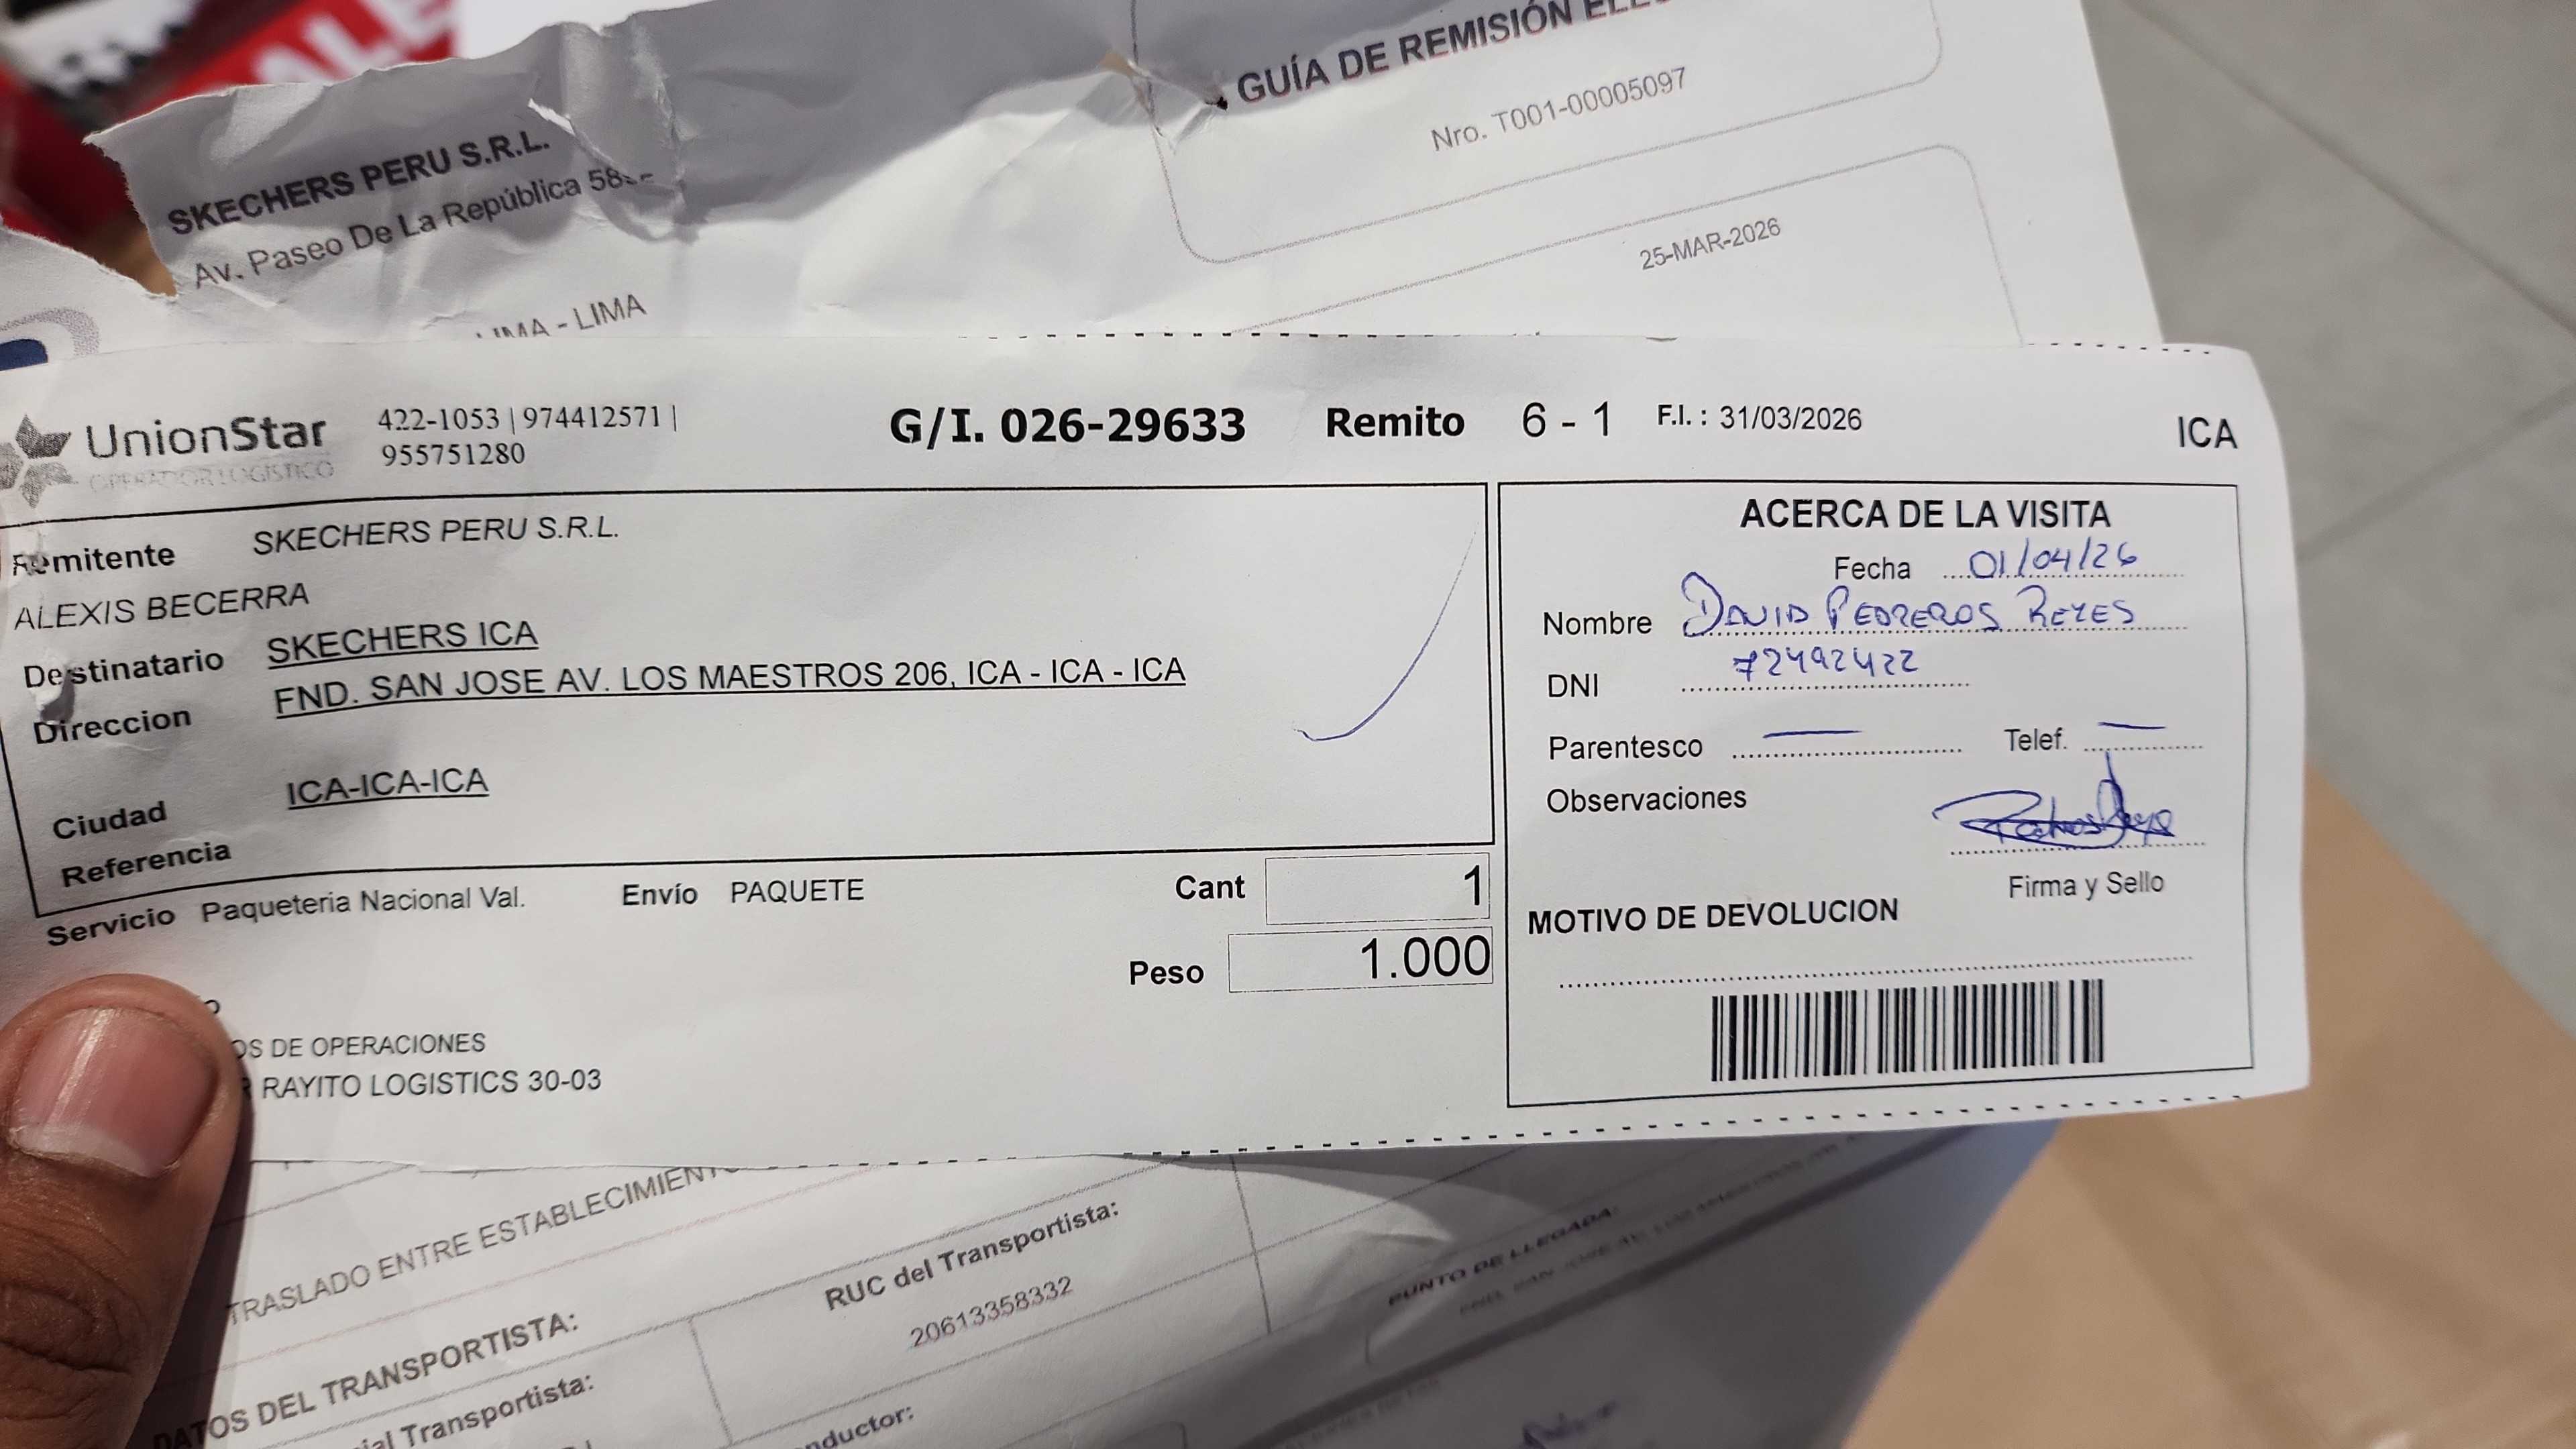 SKECHERS PERU S.R.L.
Av. Paseo De La República
LIMA - LIMA
GUÍA DE REMISIÓN
Nro. T001-00005097
25-MAR-2026
UnionStar
OPERADOR LOGISTICO
422-1053 | 974412571 |
955751280
G/I. 026-29633 Remito 6 - 1 F.I. : 31/03/2026
ICA
Remitente SKECHERS PERU S.R.L.
ALEXIS BECERRA
Destinatario SKECHERS ICA
Direccion FND. SAN JOSE AV. LOS MAESTROS 206, ICA - ICA - ICA
Ciudad ICA-ICA-ICA
Referencia
Servicio Paqueteria Nacional Val. Envío PAQUETE
Cant 1
Peso 1.000
OS DE OPERACIONES
RAYITO LOGISTICS 30-03
ACERCA DE LA VISITA
Fecha 01/04/26
Nombre DAVID PEDREROS REYES
DNI 72492422
Parentesco — Telef. —
Observaciones
Firma y Sello
MOTIVO DE DEVOLUCION
TRASLADO ENTRE
DATOS DEL TRANSPORTISTA:
RUC del Transportista:
20613358332
Transportista:
PUNTO DE LLEGADA: